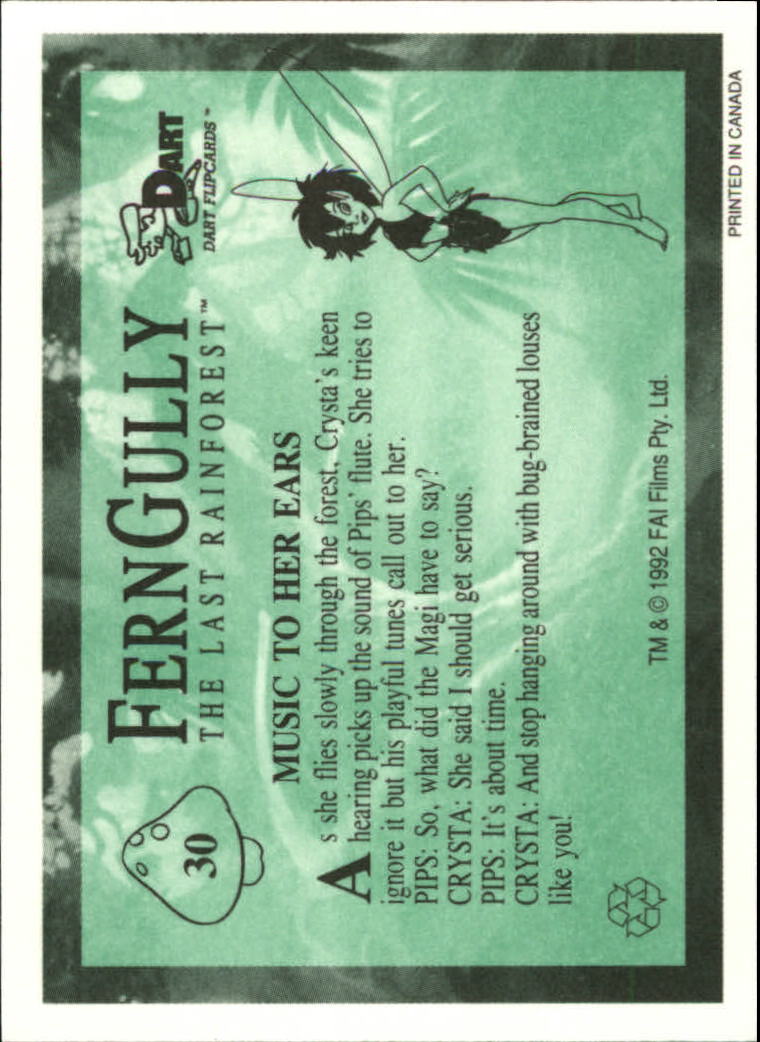 30
FERNGULLY
THE LAST RAINFOREST™
DART
DART FLIPCARDS™
MUSIC TO HER EARS
As she flies slowly through the forest, Crysta's keen
hearing picks up the sound of Pips' flute. She tries to
ignore it but his playful tunes call out to her.
PIPS: So, what did the Magi have to say?
CRYSTA: She said I should get serious.
PIPS: It's about time.
CRYSTA: And stop hanging around with bug-brained louses
like you!
TM & © 1992 FAI Films Pty. Ltd.
PRINTED IN CANADA